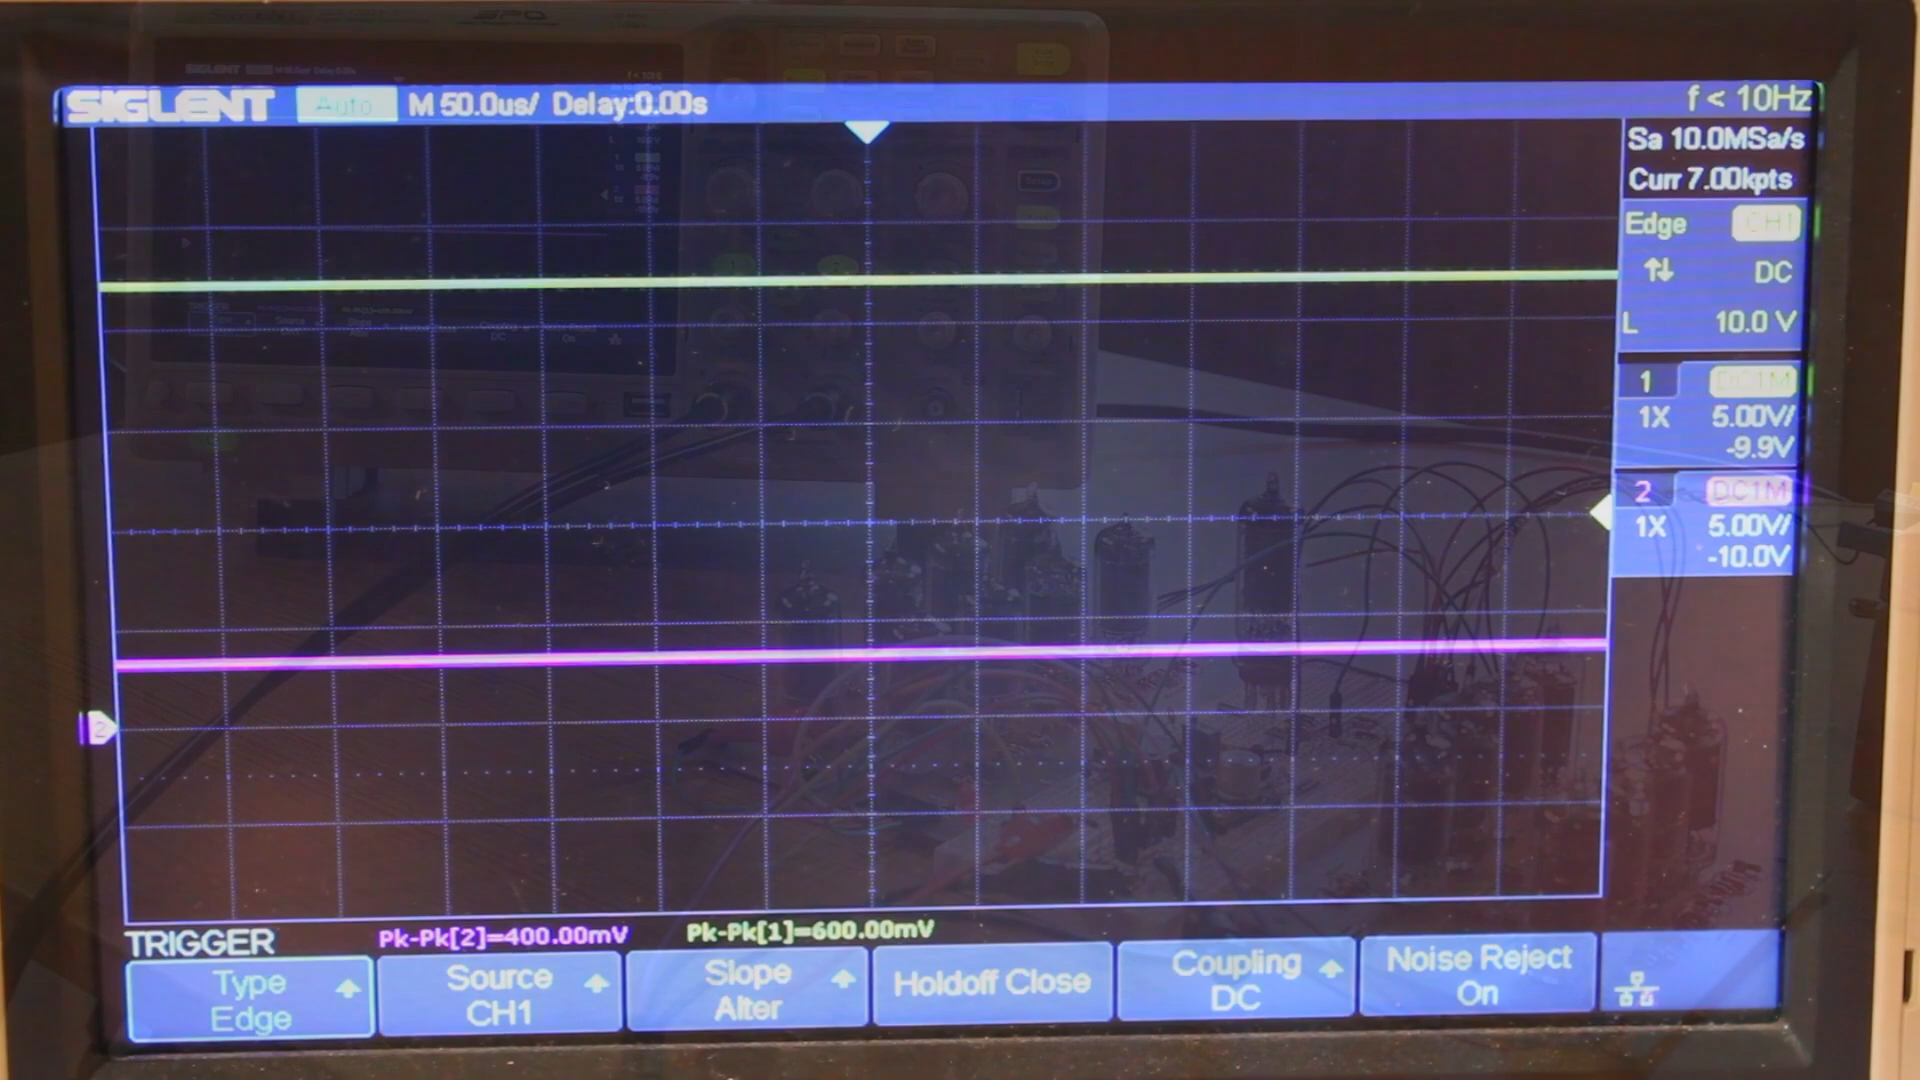 SIGLENT Auto M 50.0us/ Delay:0.00s f < 10Hz
Sa 10.0MSa/s
Curr 7.00kpts
Edge CH1
DC
L 10.0 V
1 DC1M
1X 5.00V/
-9.9V
2 DC1M
1X 5.00V/
-10.0V
2
TRIGGER Pk-Pk[2]=400.00mV Pk-Pk[1]=600.00mV
Type
Edge
Source
CH1
Slope
Alter
Holdoff Close
Coupling
DC
Noise Reject
On